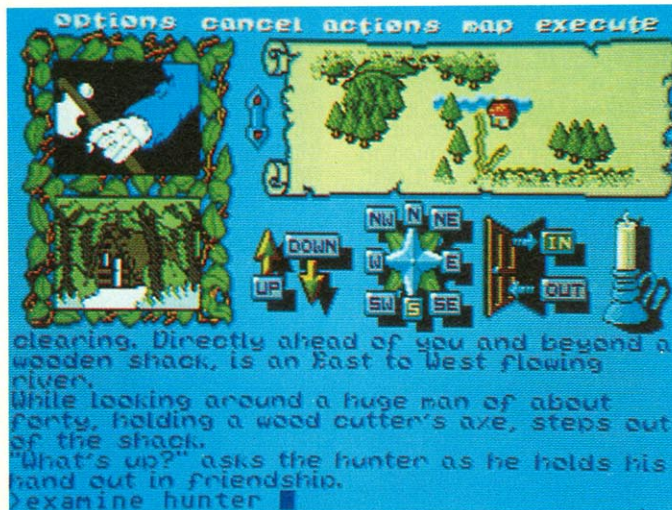 options cancel actions map execute
NW N NE
DOWN
W E
IN
UP
OUT
SW S SE
clearing. Directly ahead of you and beyond a
wooden shack, is an East to West flowing
river.
While looking around a huge man of about
forty, holding a wood cutter's axe, steps out
of the shack.
"What's up?" asks the hunter as he holds his
hand out in friendship.
>examine hunter